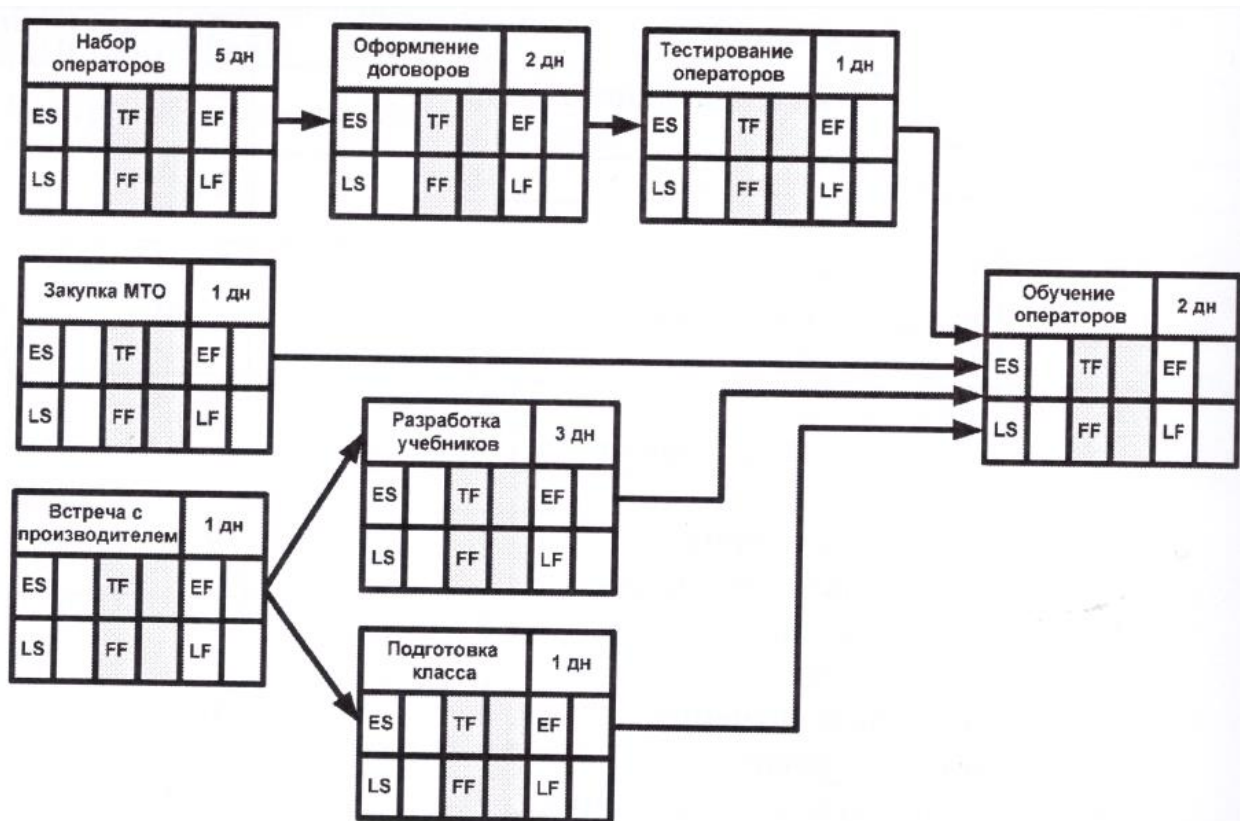 Набор
операторов
5 дн
ES TF EF
LS FF LF
Оформление
договоров
2 дн
ES TF EF
LS FF LF
Тестирование
операторов
1 дн
ES TF EF
LS FF LF
Закупка МТО
1 дн
ES TF EF
LS FF LF
Обучение
операторов
2 дн
ES TF EF
LS FF LF
Разработка
учебников
3 дн
ES TF EF
LS FF LF
Встреча с
производителем
1 дн
ES TF EF
LS FF LF
Подготовка
класса
1 дн
ES TF EF
LS FF LF